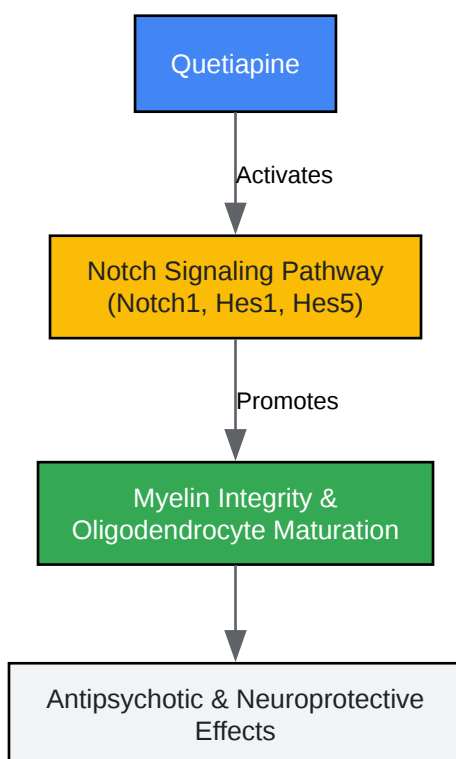 Quetiapine
Activates
Notch Signaling Pathway
(Notch1, Hes1, Hes5)
Promotes
Myelin Integrity &
Oligodendrocyte Maturation
Antipsychotic & Neuroprotective
Effects